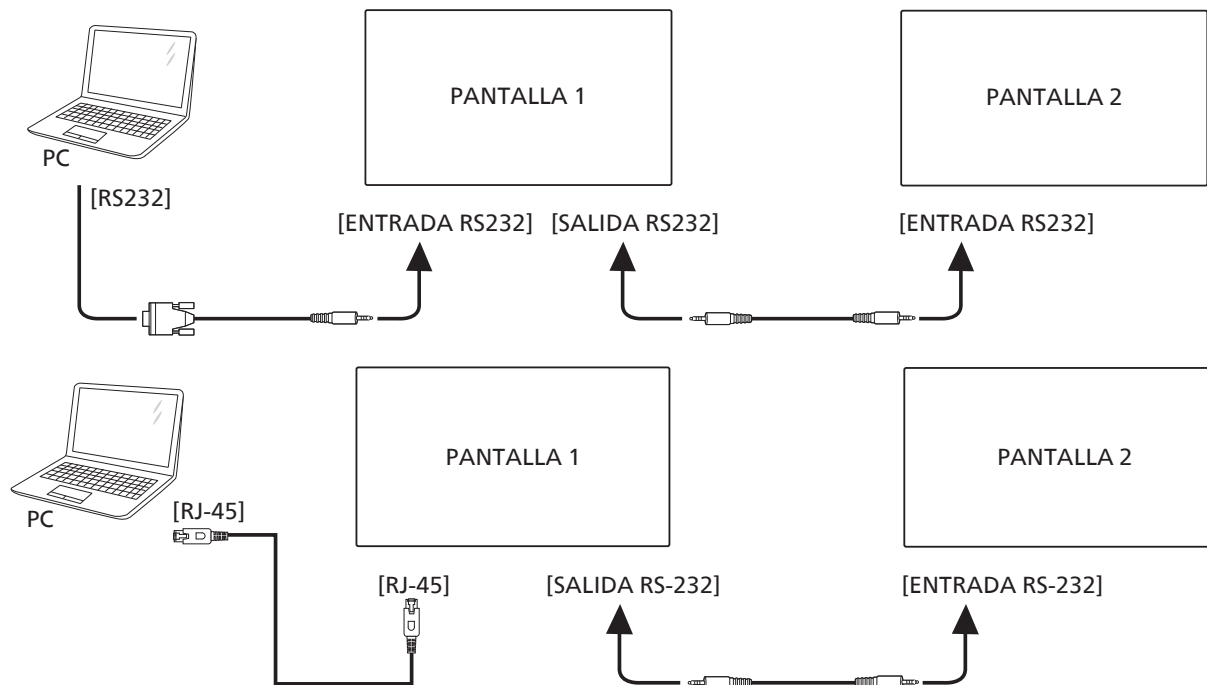 PANTALLA 1
PANTALLA 2
PC
[RS232]
[ENTRADA RS232] [SALIDA RS232]
[ENTRADA RS232]
PANTALLA 1
PANTALLA 2
PC
[RJ-45]
[RJ-45]
[SALIDA RS-232]
[ENTRADA RS-232]